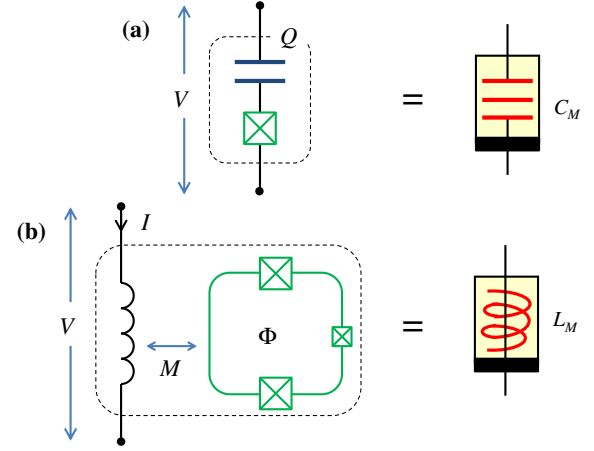 (a)
Q
V
=
C_M
(b)
I
V
M
Φ
=
L_M